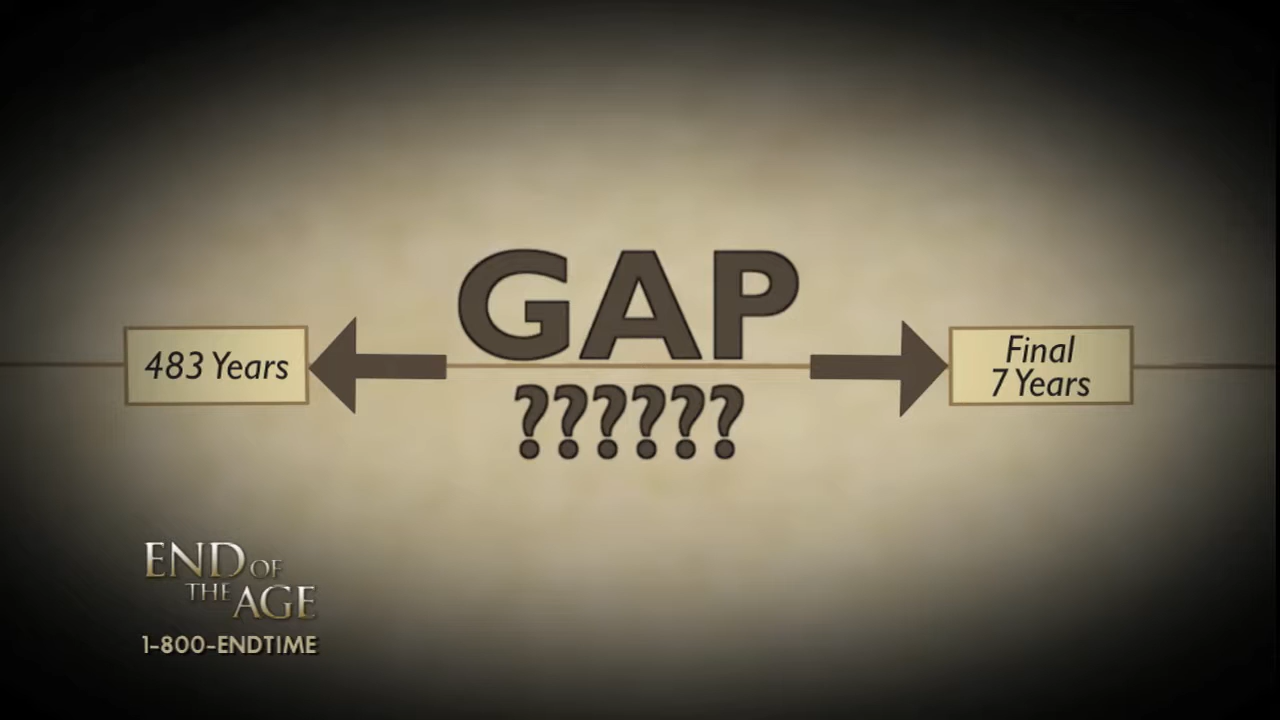 GAP
483 Years
Final
7 Years
??????
END OF
THE AGE
1-800-ENDTIME